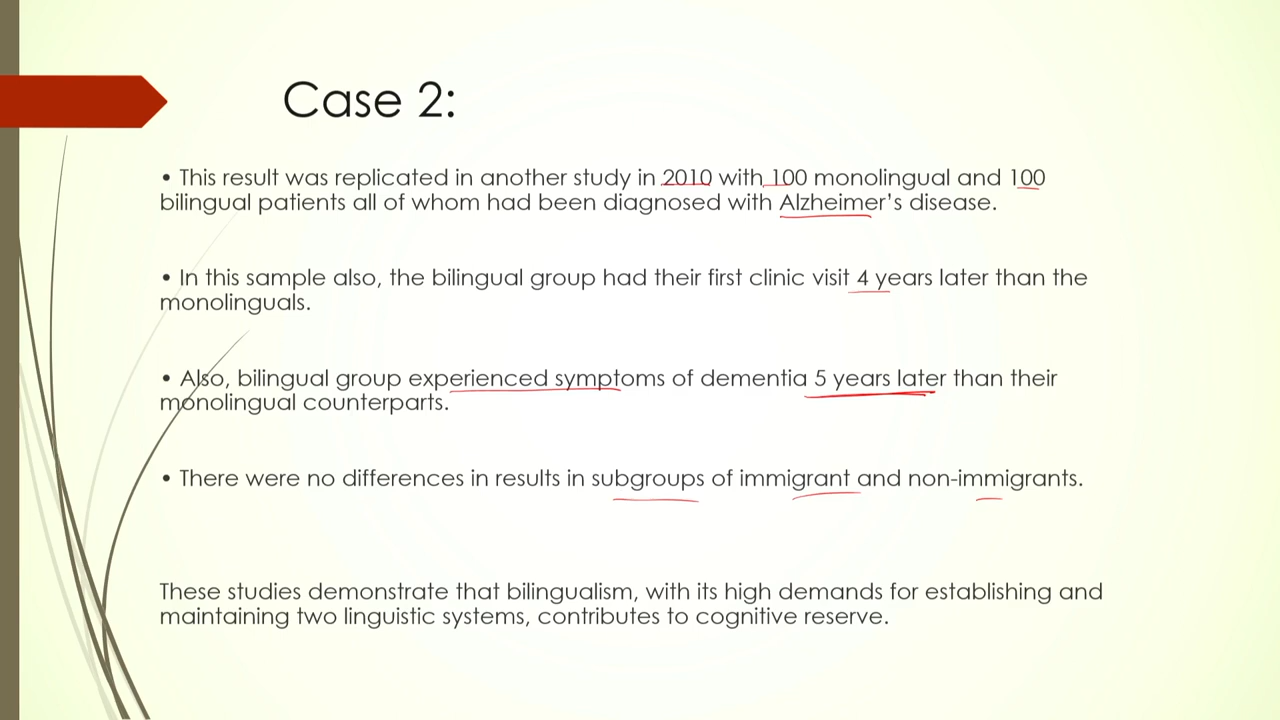 Case 2:
• This result was replicated in another study in 2010 with 100 monolingual and 100
bilingual patients all of whom had been diagnosed with Alzheimer’s disease.
• In this sample also, the bilingual group had their first clinic visit 4 years later than the
monolinguals.
• Also, bilingual group experienced symptoms of dementia 5 years later than their
monolingual counterparts.
• There were no differences in results in subgroups of immigrant and non-immigrants.
These studies demonstrate that bilingualism, with its high demands for establishing and
maintaining two linguistic systems, contributes to cognitive reserve.